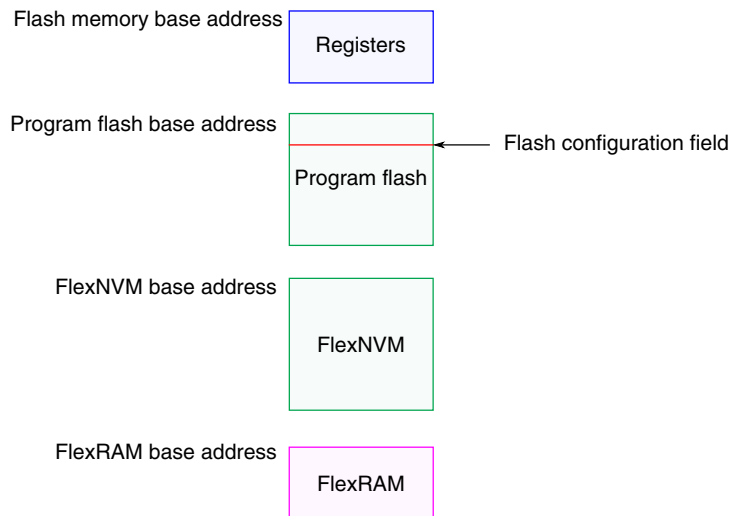 Flash memory base address
Registers
Program flash base address
Flash configuration field
Program flash
FlexNVM base address
FlexNVM
FlexRAM base address
FlexRAM